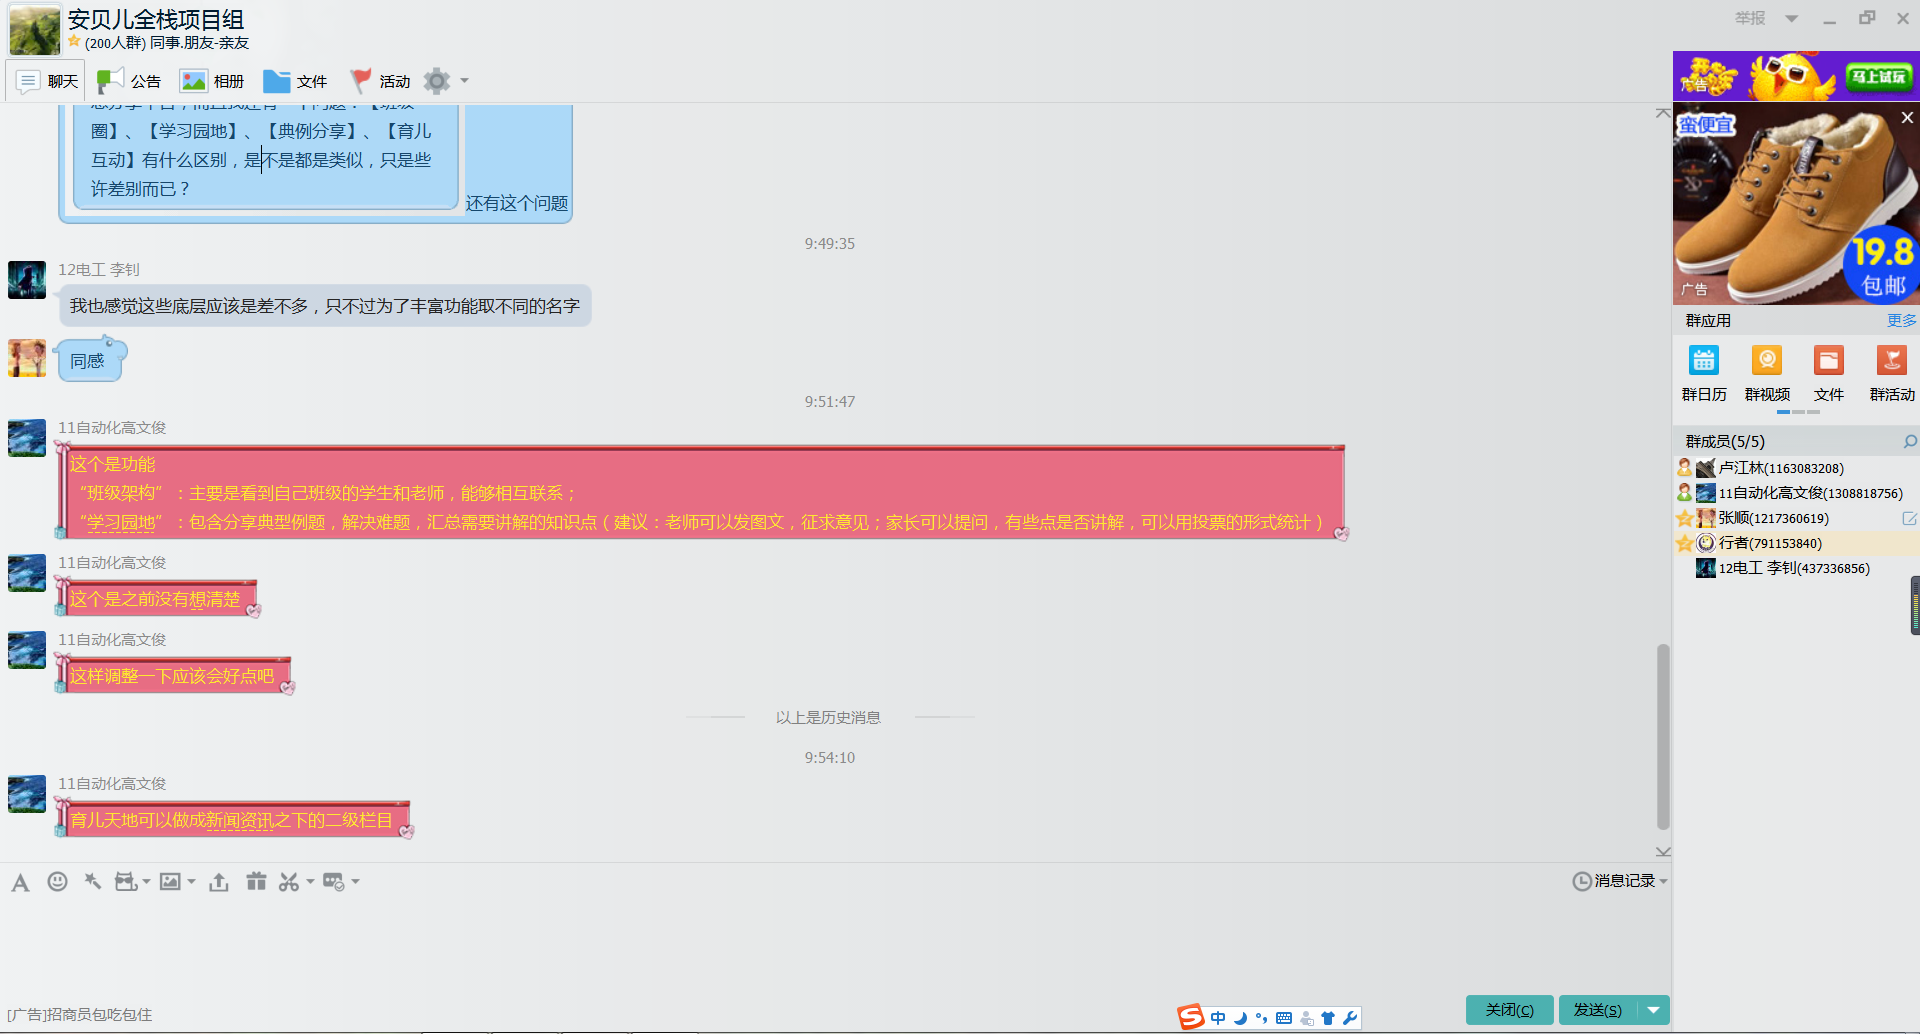 安贝儿全栈项目组
(200人群) 同事.朋友-亲友
举报
聊天
公告
相册
文件
活动
圈】、【学习园地】、【典例分享】、【育儿
互动】有什么区别，是不是都是类似，只是些
许差别而已？
还有这个问题
9:49:35
12电工 李钊
我也感觉这些底层应该是差不多，只不过为了丰富功能取不同的名字
同感
9:51:47
11自动化高文俊
这个是功能
“班级架构”：主要是看到自己班级的学生和老师，能够相互联系；
“学习园地”：包含分享典型例题，解决难题，汇总需要讲解的知识点（建议：老师可以发图文，征求意见；家长可以提问，有些点是否讲解，可以用投票的形式统计）
11自动化高文俊
这个是之前没有想清楚
11自动化高文俊
这样调整一下应该会好点吧
以上是历史消息
9:54:10
11自动化高文俊
育儿天地可以做成新闻资讯之下的二级栏目
消息记录
[广告]招商员包吃包住
中
关闭(C)
发送(S)
广告
马上试玩
蛮便宜
19.8
包邮
广告
群应用
更多
群日历
群视频
文件
群活动
群成员(5/5)
卢江林(1163083208)
11自动化高文俊(1308818756)
张顺(1217360619)
行者(791153840)
12电工 李钊(437336856)